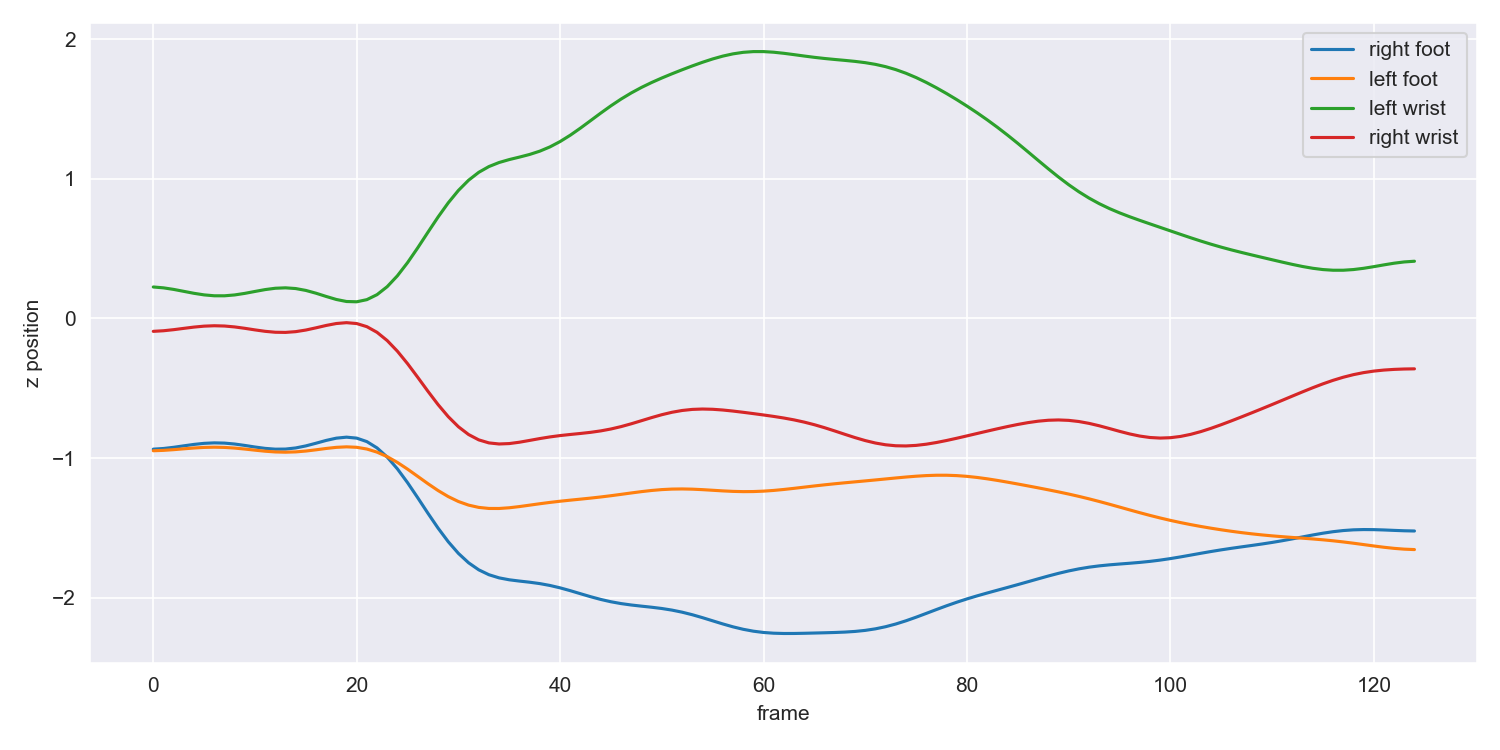 2
1
0
−1
−2
z position
0
20
40
60
80
100
120
frame
right foot
left foot
left wrist
right wrist